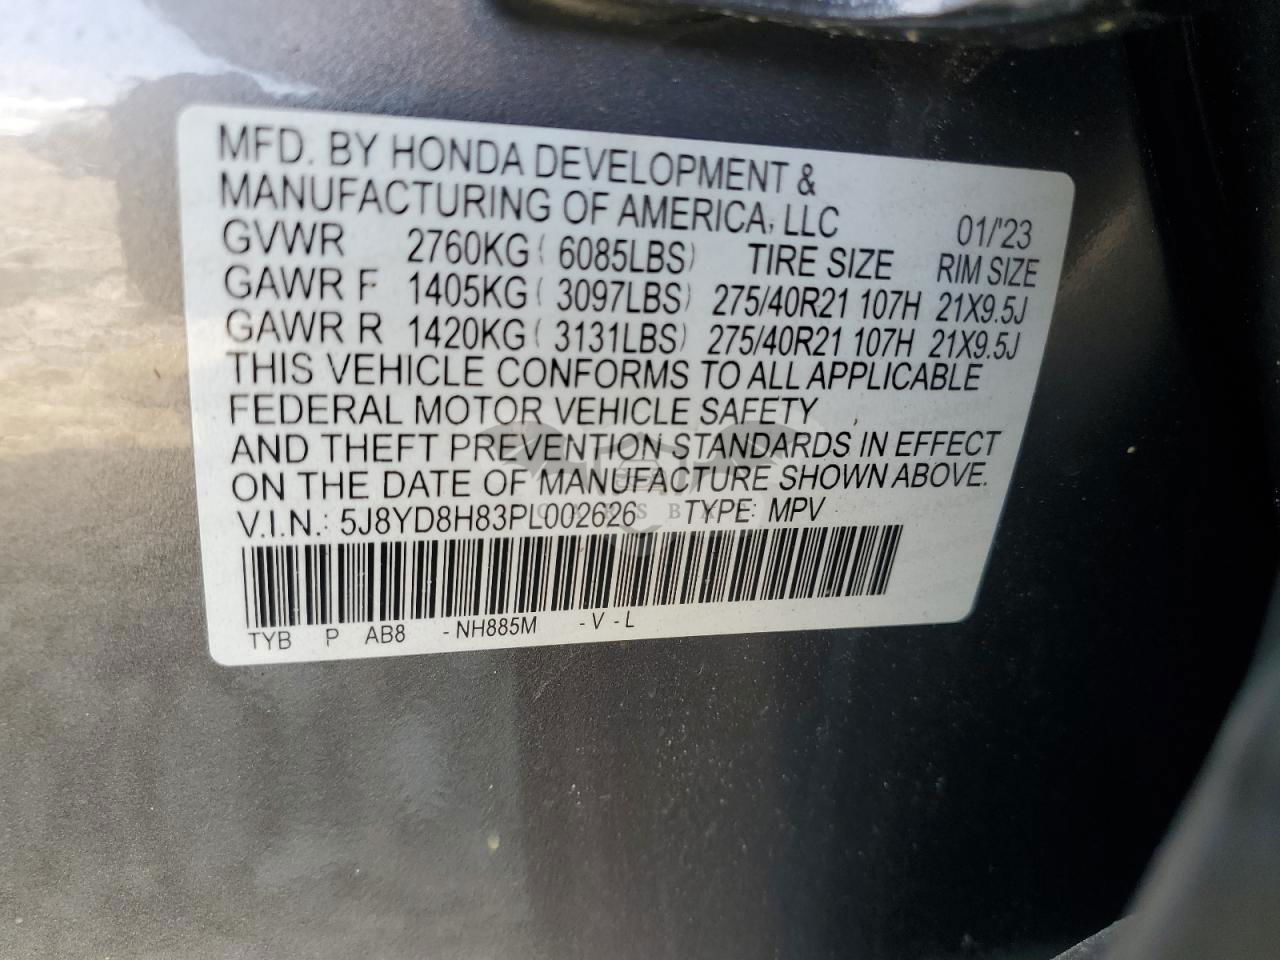 MFD. BY HONDA DEVELOPMENT &
MANUFACTURING OF AMERICA, LLC 01/'23
GVWR 2760KG ( 6085LBS) TIRE SIZE RIM SIZE
GAWR F 1405KG ( 3097LBS) 275/40R21 107H 21X9.5J
GAWR R 1420KG ( 3131LBS) 275/40R21 107H 21X9.5J
THIS VEHICLE CONFORMS TO ALL APPLICABLE
FEDERAL MOTOR VEHICLE SAFETY
AND THEFT PREVENTION STANDARDS IN EFFECT
ON THE DATE OF MANUFACTURE SHOWN ABOVE.
V.I.N.: 5J8YD8H83PL002626 TYPE: MPV
TYB P AB8 -NH885M -V -L